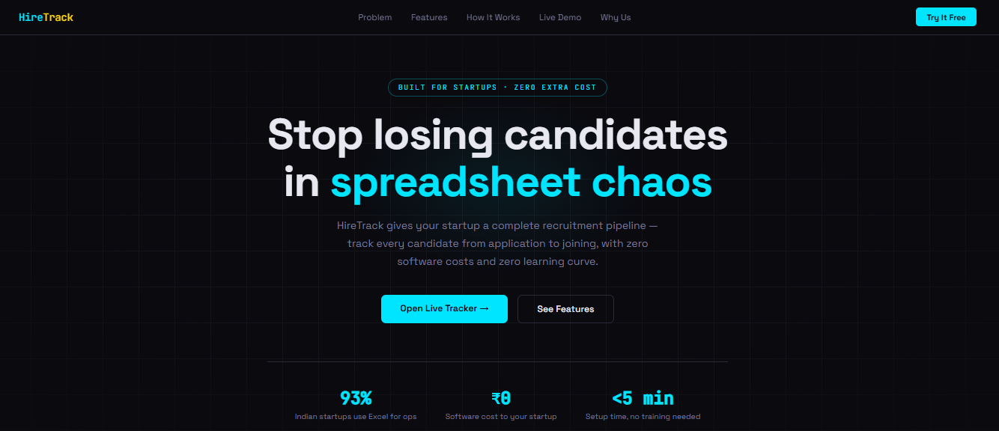 HireTrack
Problem
Features
How It Works
Live Demo
Why Us
Try It Free
BUILT FOR STARTUPS · ZERO EXTRA COST
Stop losing candidates
in spreadsheet chaos
HireTrack gives your startup a complete recruitment pipeline —
track every candidate from application to joining, with zero
software costs and zero learning curve.
Open Live Tracker →
See Features
93%
Indian startups use Excel for ops
₹0
Software cost to your startup
<5 min
Setup time, no training needed